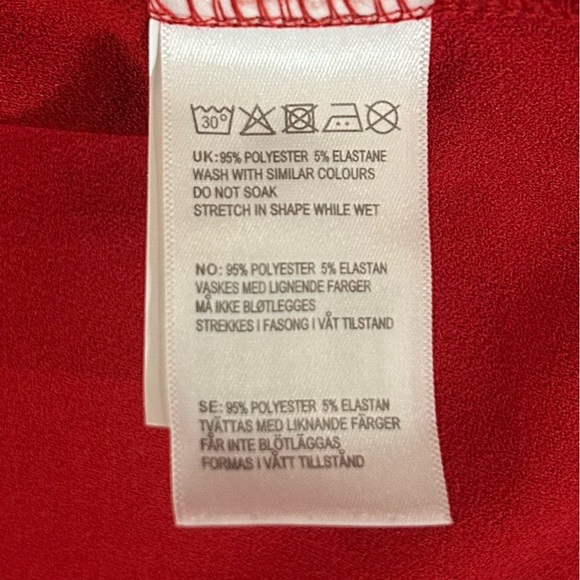 30°
UK: 95% POLYESTER 5% ELASTANE
WASH WITH SIMILAR COLOURS
DO NOT SOAK
STRETCH IN SHAPE WHILE WET
NO: 95% POLYESTER 5% ELASTAN
VASKES MED LIGNENDE FARGER
MÅ IKKE BLØTLEGGES
STREKKES I FASONG I VÅT TILSTAND
SE: 95% POLYESTER 5% ELASTAN
TVÄTTAS MED LIKNANDE FÄRGER
FÅR INTE BLÖTLÄGGAS
FORMAS I VÅTT TILLSTÅND